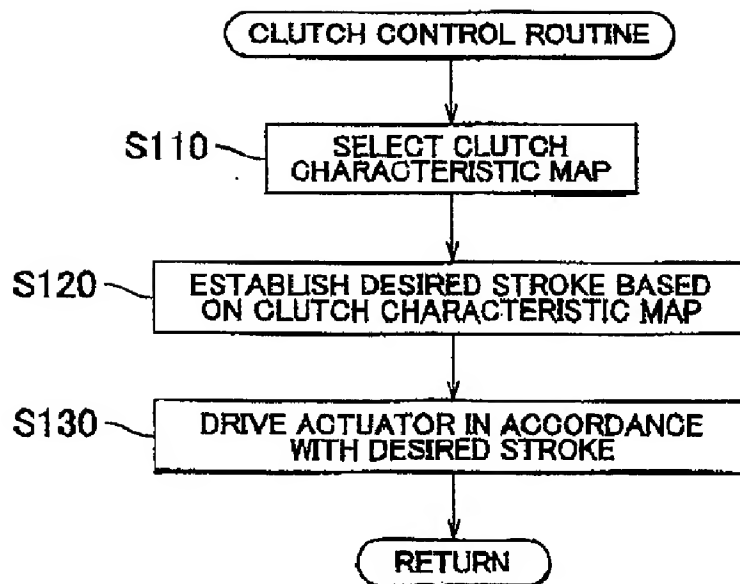 CLUTCH CONTROL ROUTINE
S110
SELECT CLUTCH
CHARACTERISTIC MAP
S120
ESTABLISH DESIRED STROKE BASED
ON CLUTCH CHARACTERISTIC MAP
S130
DRIVE ACTUATOR IN ACCORDANCE
WITH DESIRED STROKE
RETURN